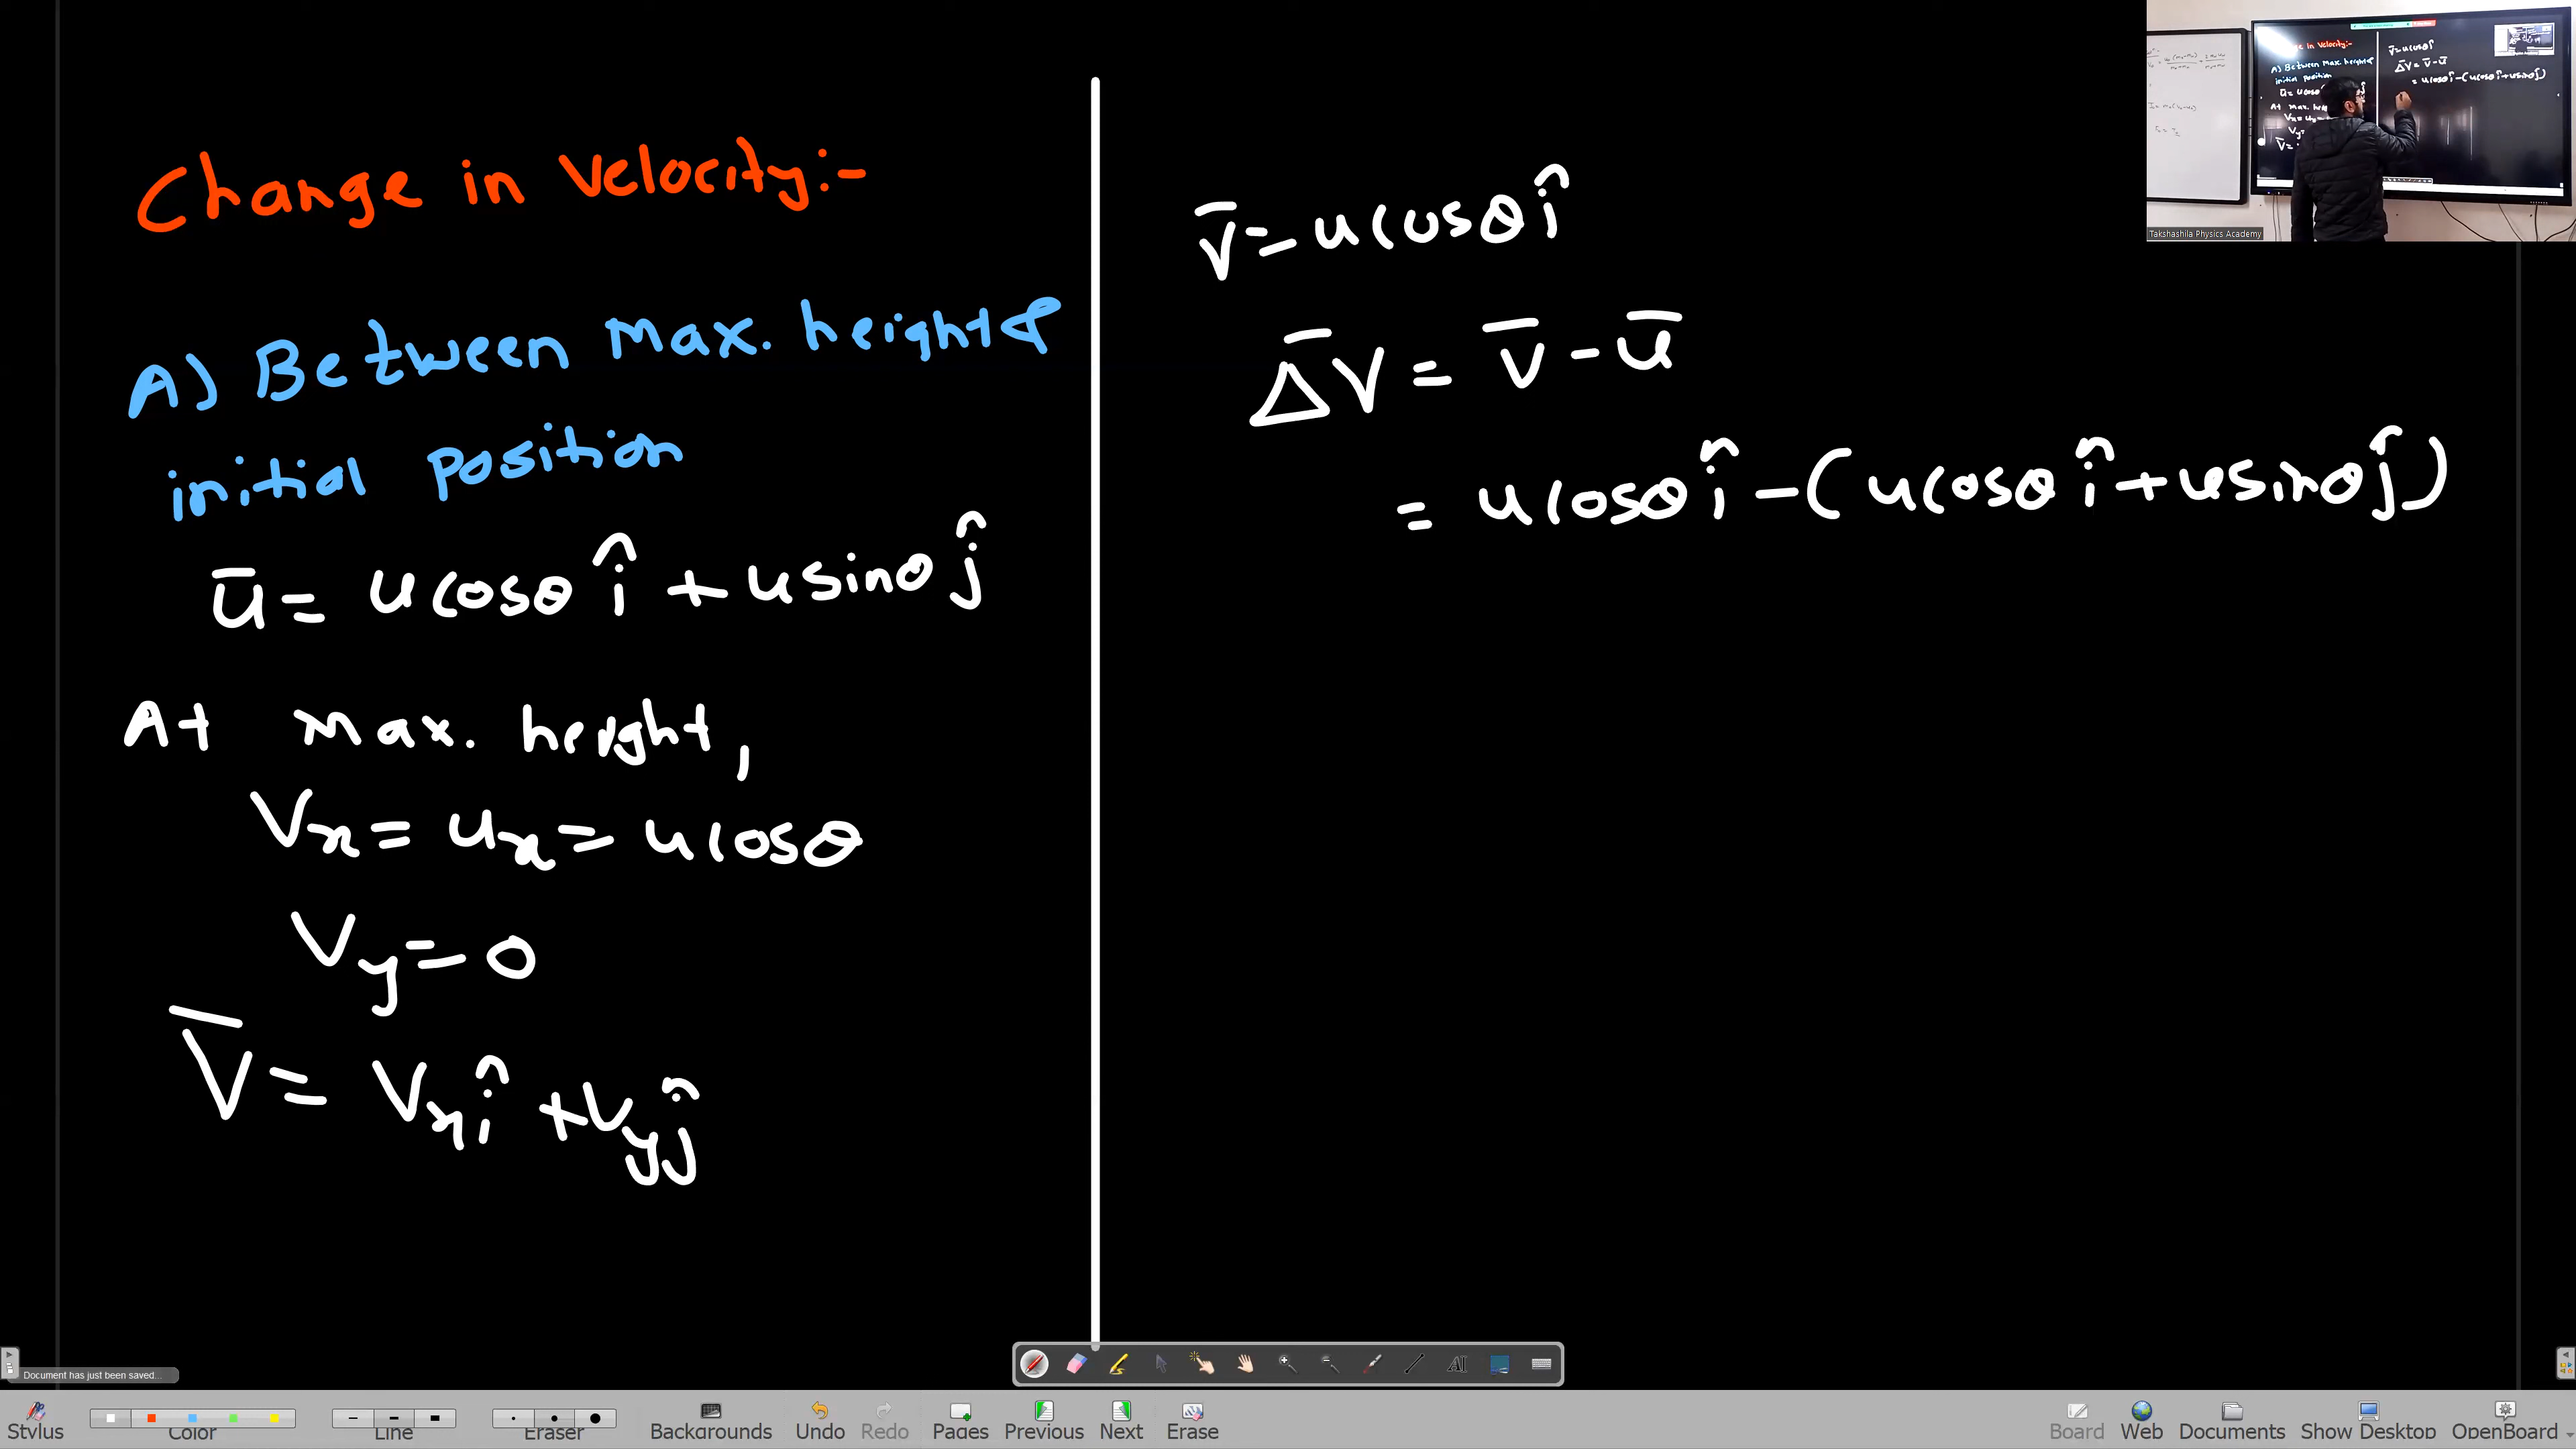 Change in Velocity:-
A) Between Max. height &
initial position
u̅ = u cosθ î + u sinθ ĵ
At max. height,
Vx = ux = u cosθ
Vy = 0
V̅ = Vx î + Vy ĵ
v̅ = u cosθ î
Δ̅V = v̅ - u̅
= u cosθ î - (u cosθ î + u sinθ ĵ)
Takshashila Physics Academy
Document has just been saved...
Stylus Color Line Eraser Backgrounds Undo Redo Pages Previous Next Erase Board Web Documents Show Desktop OpenBoard